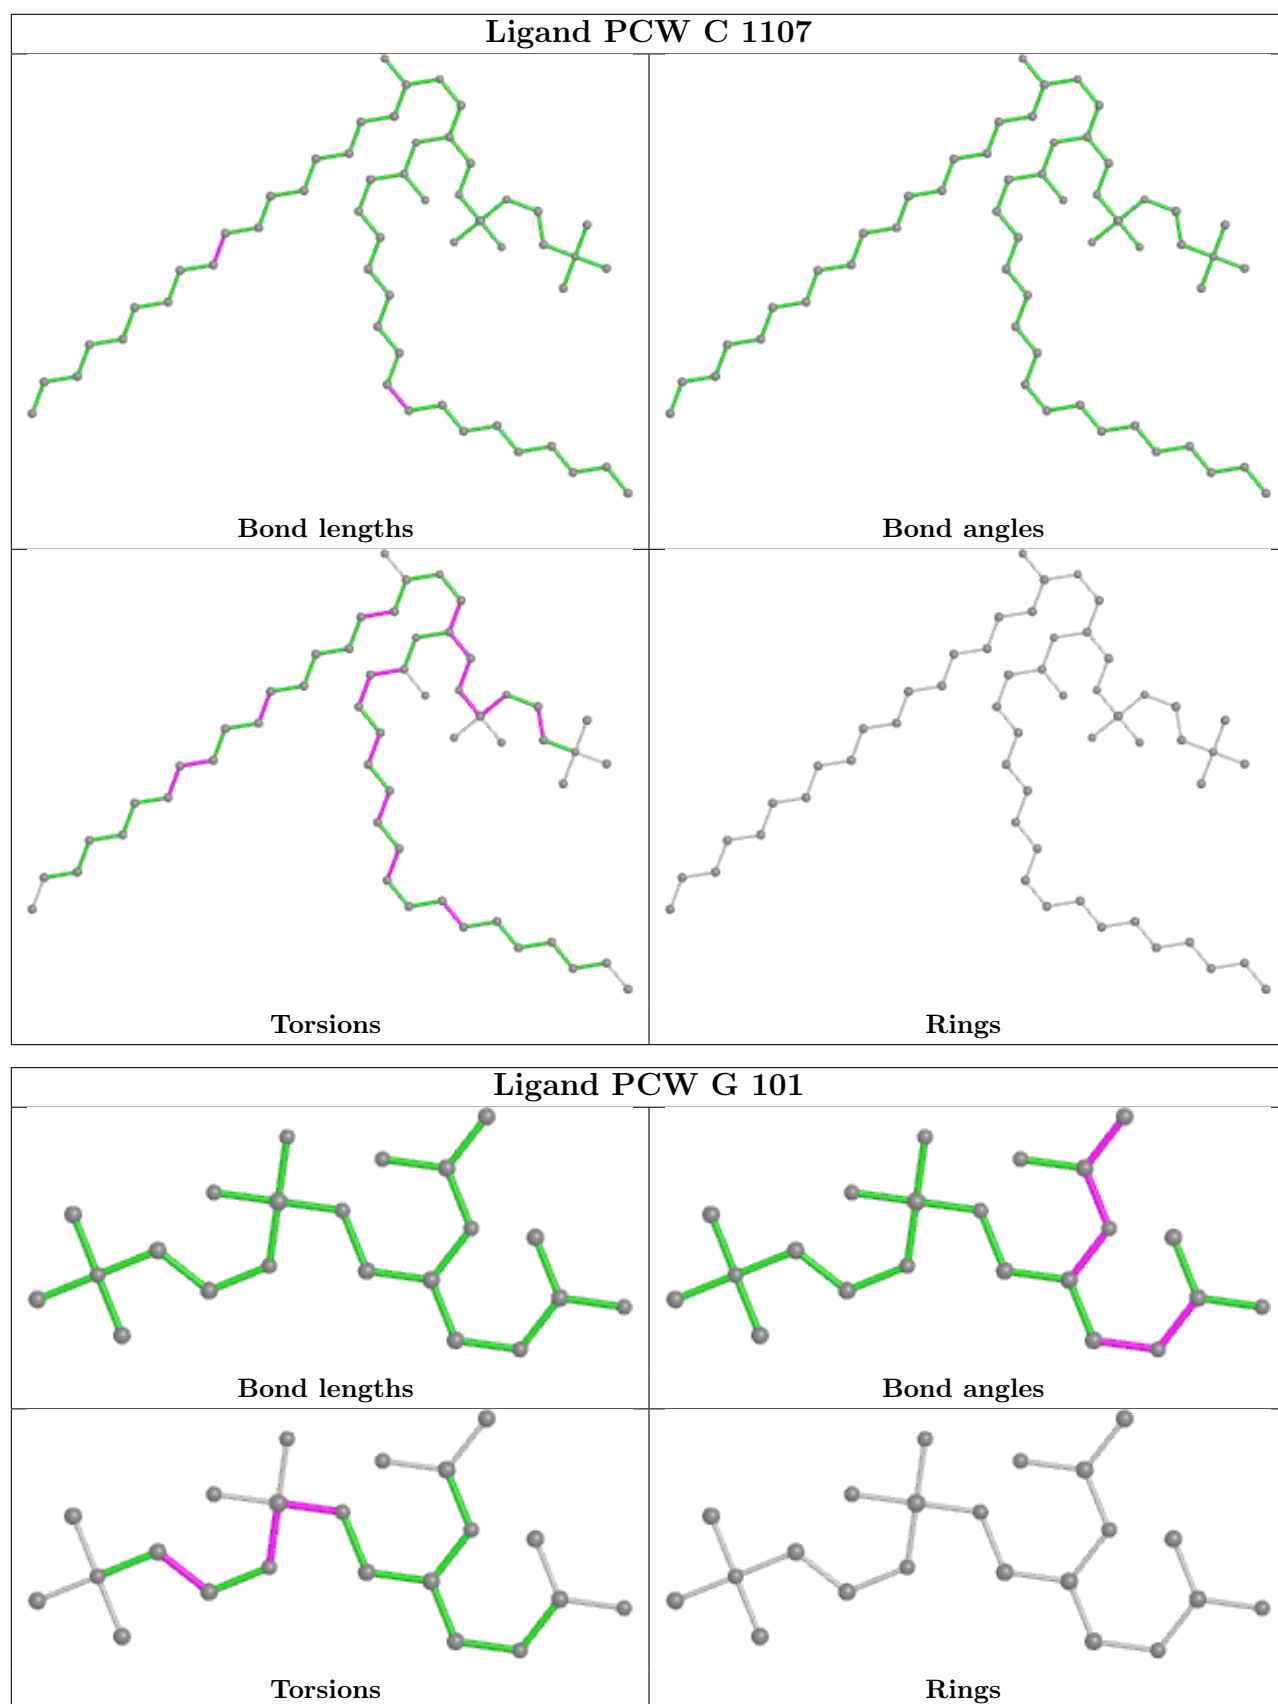 Ligand PCW C 1107
Bond lengths
Bond angles
Torsions
Rings
Ligand PCW G 101
Bond lengths
Bond angles
Torsions
Rings